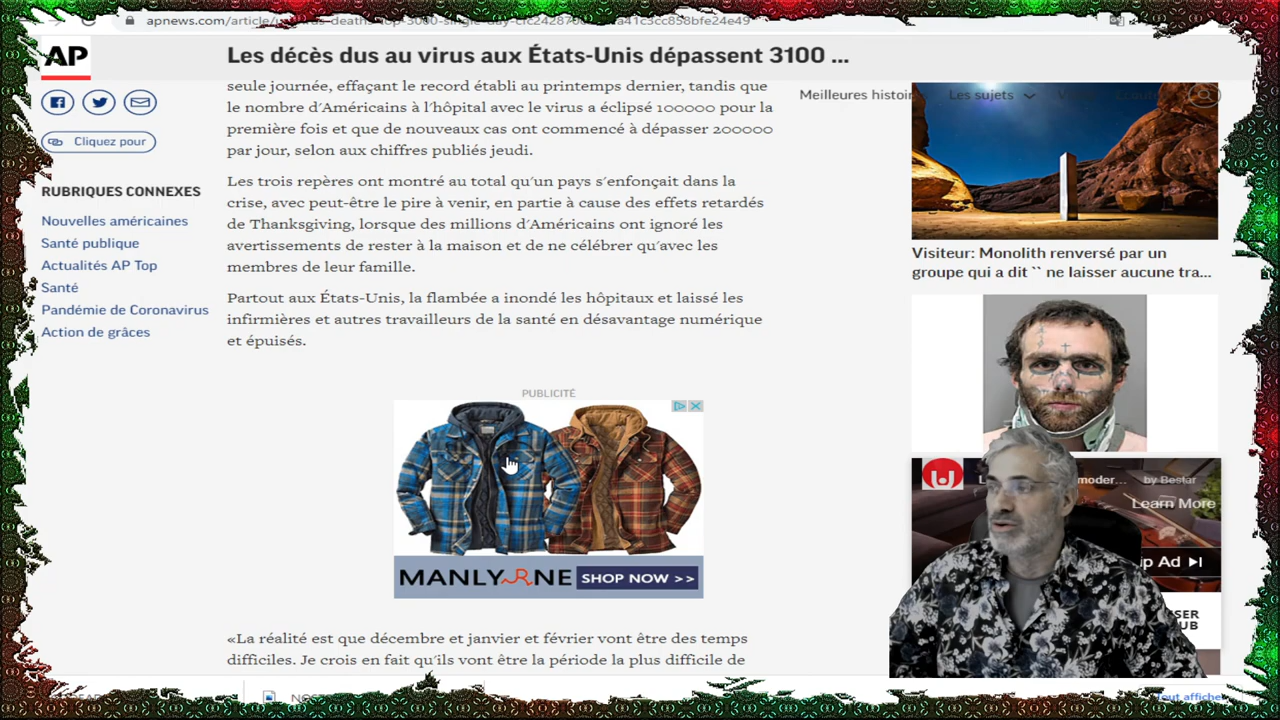 apnews.com/article/
AP
Les décès dus au virus aux États-Unis dépassent 3100 ...
Meilleures histoir
Les sujets
seule journée, effaçant le record établi au printemps dernier, tandis que
le nombre d'Américains à l'hôpital avec le virus a éclipsé 100000 pour la
première fois et que de nouveaux cas ont commencé à dépasser 200000
par jour, selon aux chiffres publiés jeudi.
Cliquez pour
Les trois repères ont montré au total qu'un pays s'enfonçait dans la
crise, avec peut-être le pire à venir, en partie à cause des effets retardés
de Thanksgiving, lorsque des millions d'Américains ont ignoré les
avertissements de rester à la maison et de ne célébrer qu'avec les
membres de leur famille.
RUBRIQUES CONNEXES
Nouvelles américaines
Santé publique
Actualités AP Top
Santé
Pandémie de Coronavirus
Action de grâces
Partout aux États-Unis, la flambée a inondé les hôpitaux et laissé les
infirmières et autres travailleurs de la santé en désavantage numérique
et épuisés.
PUBLICITÉ
MANLY RNE SHOP NOW >>
«La réalité est que décembre et janvier et février vont être des temps
difficiles. Je crois en fait qu'ils vont être la période la plus difficile de
Visiteur: Monolith renversé par un
groupe qui a dit `` ne laisser aucune tra...
moder... by Bestar
Learn More
ip Ad
tout affiche